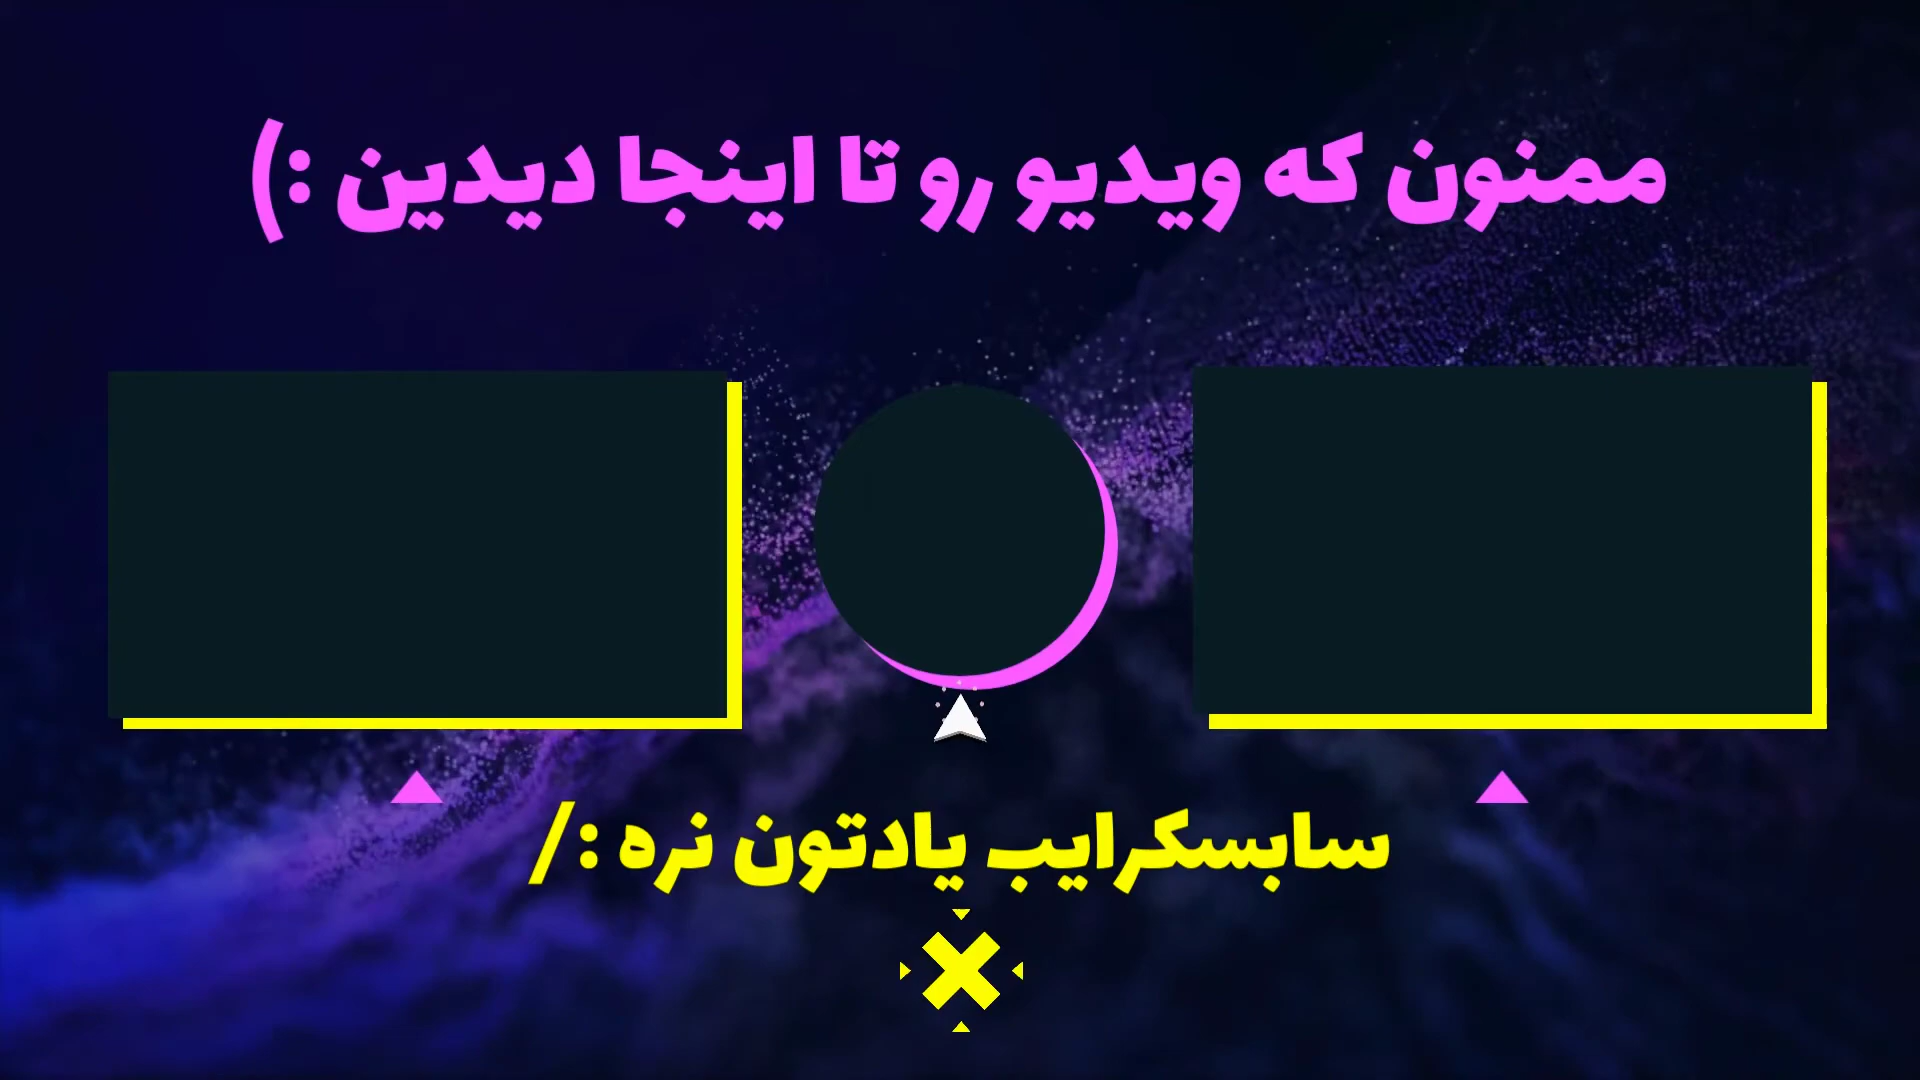 ممنون که ویدیو رو تا اینجا دیدین :)
سابسکرایب یادتون نره :/